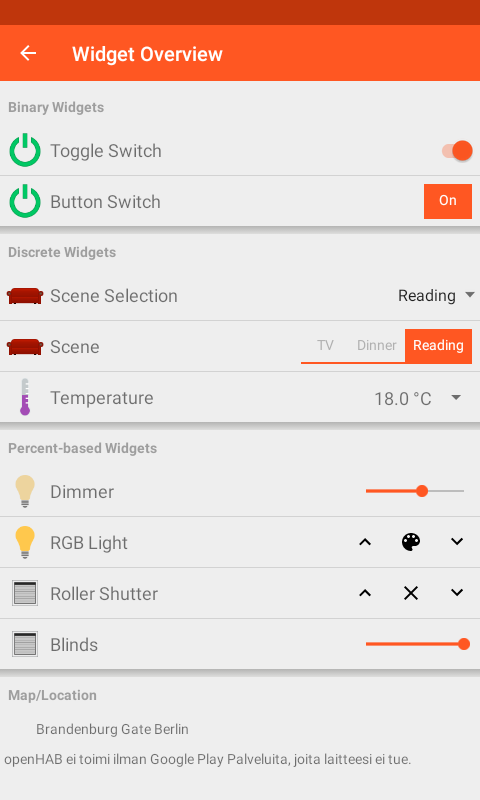 Widget Overview
Binary Widgets
Toggle Switch
Button Switch
On
Discrete Widgets
Scene Selection
Reading
Scene
TV
Dinner
Reading
Temperature
18.0 °C
Percent-based Widgets
Dimmer
RGB Light
Roller Shutter
Blinds
Map/Location
Brandenburg Gate Berlin
openHAB ei toimi ilman Google Play Palveluita, joita laitteesi ei tue.